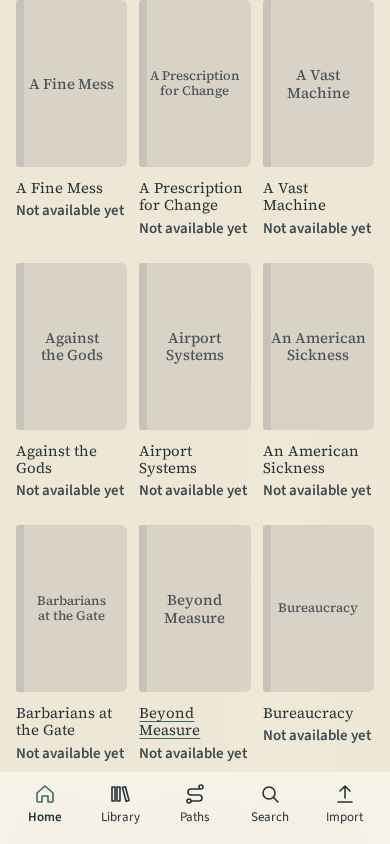 A Fine Mess
A Prescription
for Change
A Vast
Machine
A Fine Mess
Not available yet
A Prescription
for Change
Not available yet
A Vast
Machine
Not available yet
Against
the Gods
Airport
Systems
An American
Sickness
Against the
Gods
Not available yet
Airport
Systems
Not available yet
An American
Sickness
Not available yet
Barbarians
at the Gate
Beyond
Measure
Bureaucracy
Barbarians at
the Gate
Not available yet
Beyond
Measure
Not available yet
Bureaucracy
Not available yet
Home
Library
Paths
Search
Import